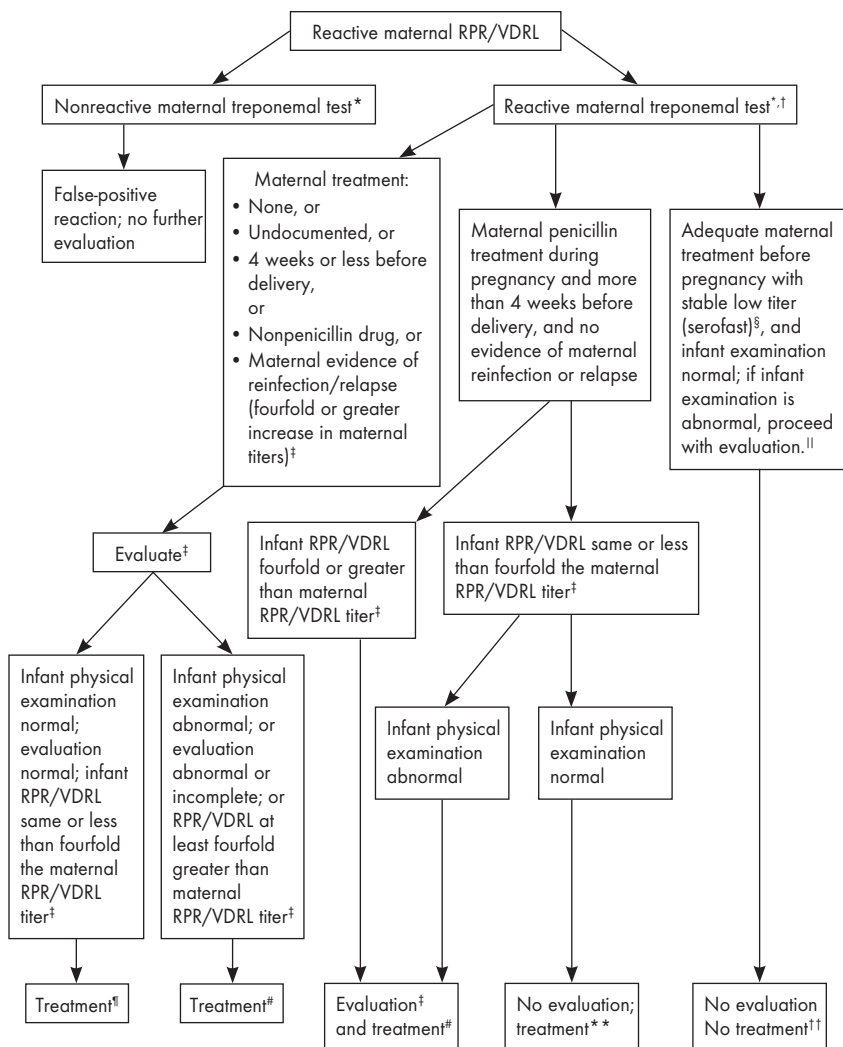 Reactive maternal RPR/VDRL
Nonreactive maternal treponemal test*
Reactive maternal treponemal test*,†
False-positive
reaction; no further
evaluation
Maternal treatment:
• None, or
• Undocumented, or
• 4 weeks or less before
delivery,
or
• Nonpenicillin drug, or
• Maternal evidence of
reinfection/relapse
(fourfold or greater
increase in maternal
titers)‡
Maternal penicillin
treatment during
pregnancy and more
than 4 weeks before
delivery, and no
evidence of maternal
reinfection or relapse
Adequate maternal
treatment before
pregnancy with
stable low titer
(serofast)§, and
infant examination
normal; if infant
examination is
abnormal, proceed
with evaluation.||
Evaluate‡
Infant RPR/VDRL
fourfold or greater
than maternal
RPR/VDRL titer‡
Infant RPR/VDRL same or less
than fourfold the maternal
RPR/VDRL titer‡
Infant physical
examination
normal;
evaluation
normal; infant
RPR/VDRL
same or less
than fourfold
the maternal
RPR/VDRL
titer‡
Infant physical
examination
abnormal; or
evaluation
abnormal or
incomplete; or
RPR/VDRL at
least fourfold
greater than
maternal
RPR/VDRL titer‡
Infant physical
examination
abnormal
Infant physical
examination
normal
Treatment¶
Treatment#
Evaluation‡
and treatment#
No evaluation;
treatment**
No evaluation
No treatment††